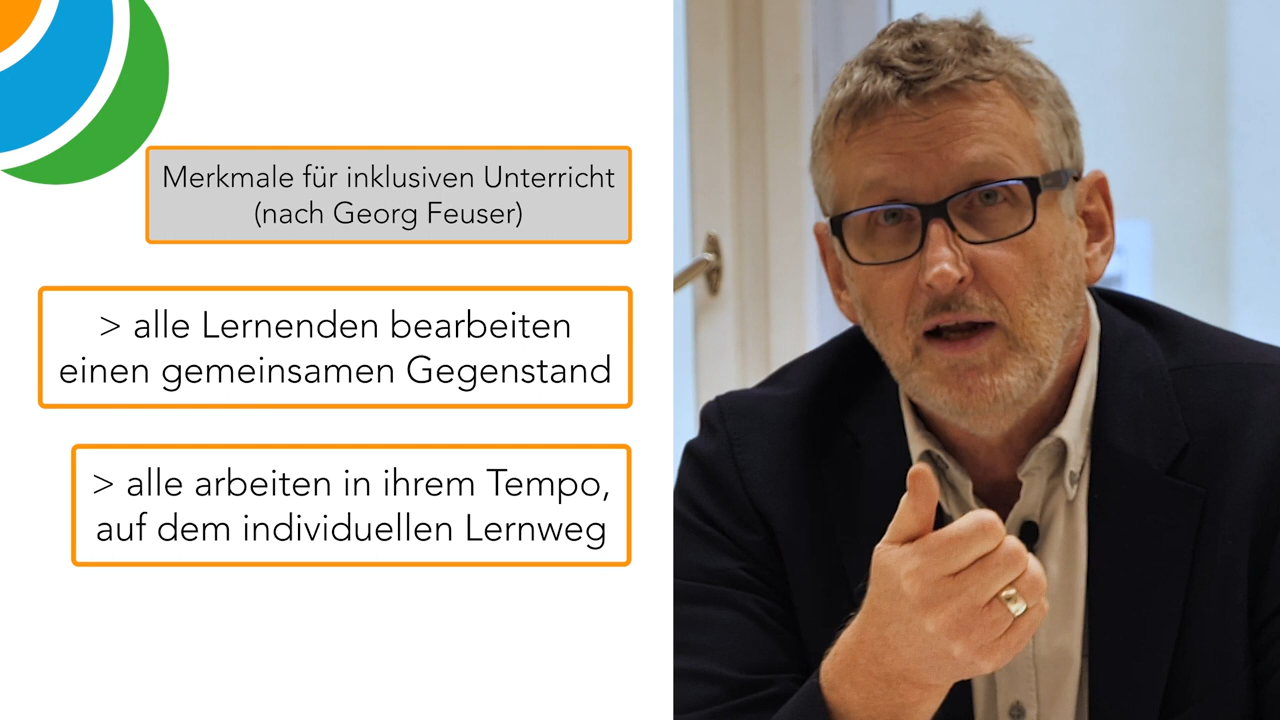 Merkmale für inklusiven Unterricht
(nach Georg Feuser)
> alle Lernenden bearbeiten
einen gemeinsamen Gegenstand
> alle arbeiten in ihrem Tempo,
auf dem individuellen Lernweg